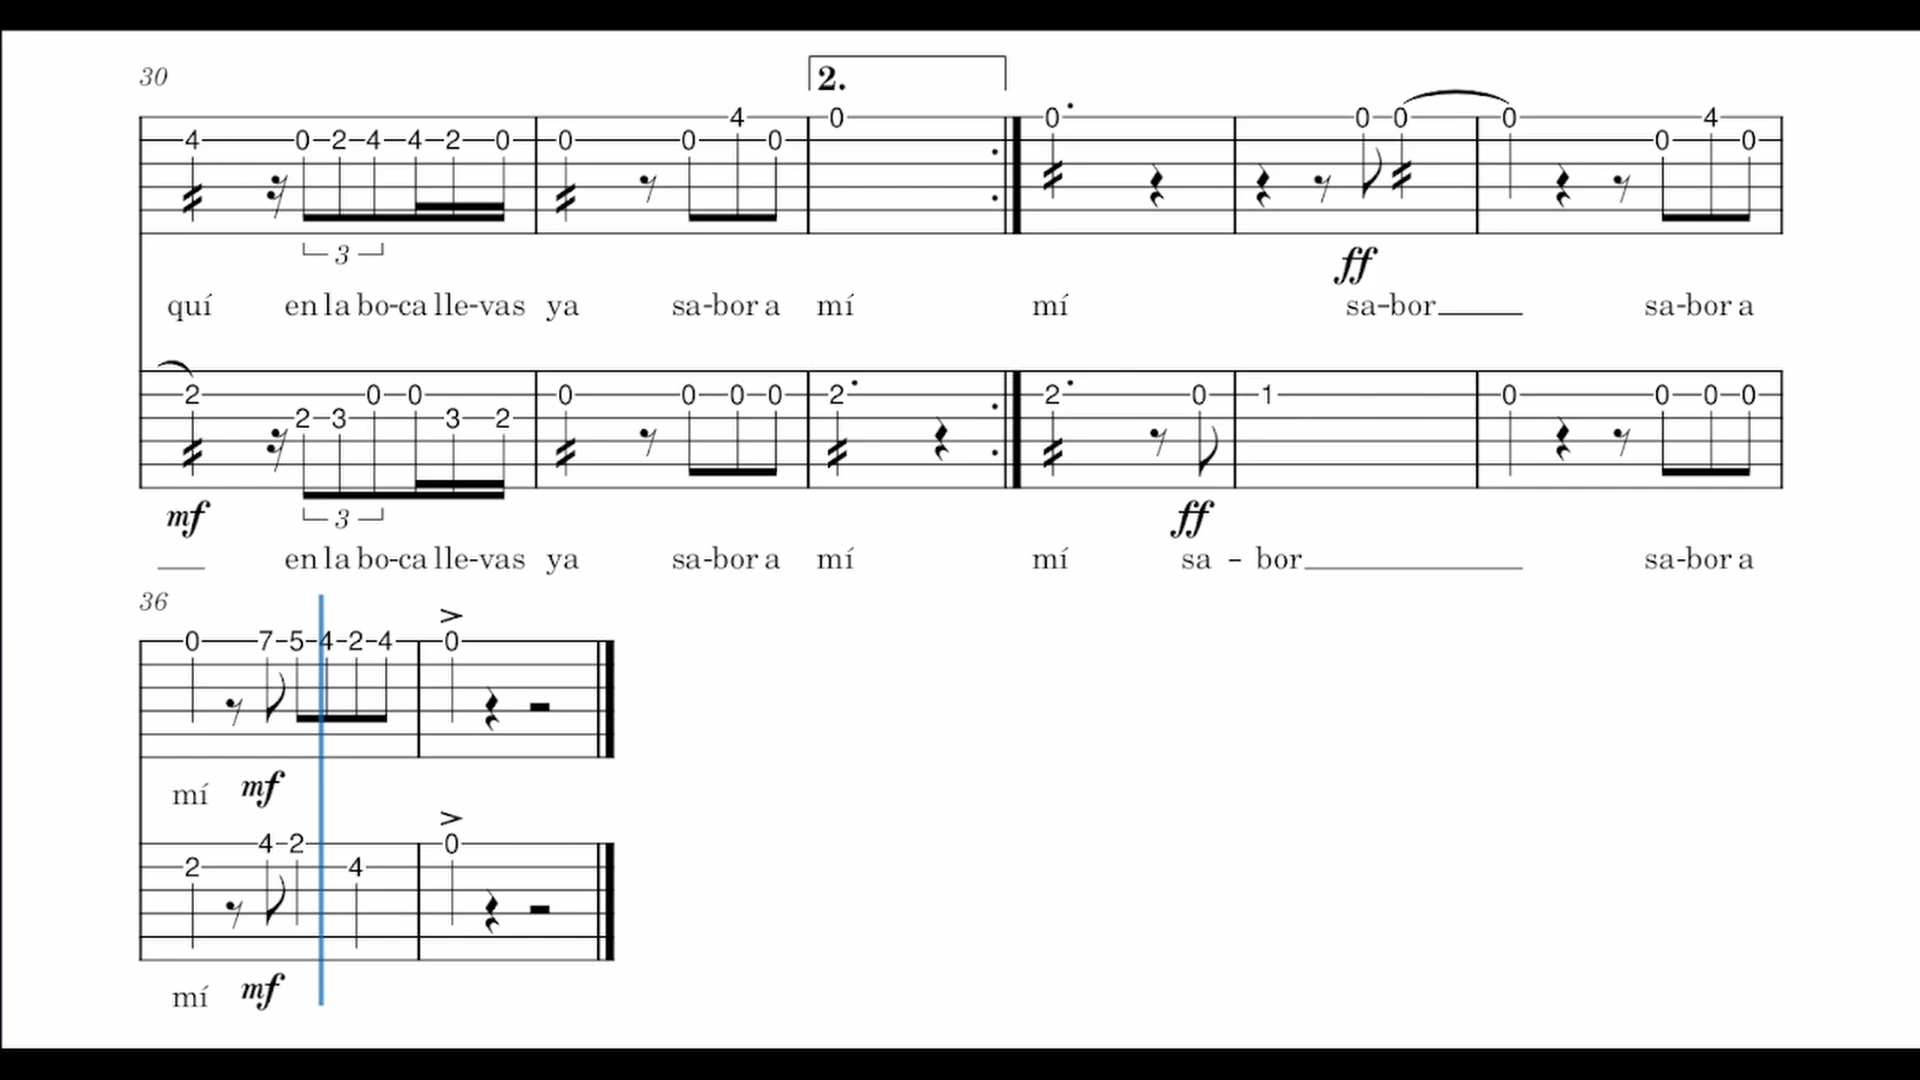 30
2.
4 0 2 4 4 2 0 0 0 4 0 0 0 0 0 0 0 4 0
3
ff
quí en la bo-ca lle-vas ya sa-bor a mí mí sa-bor sa-bor a
2 2 3 0 0 3 2 0 0 0 0 2 2 0 1 0 0 0 0
mf 3 ff
en la bo-ca lle-vas ya sa-bor a mí mí sa - bor sa-bor a
36
0 7 5 4 2 4 0
mí mf
2 4 2 4 0
mí mf